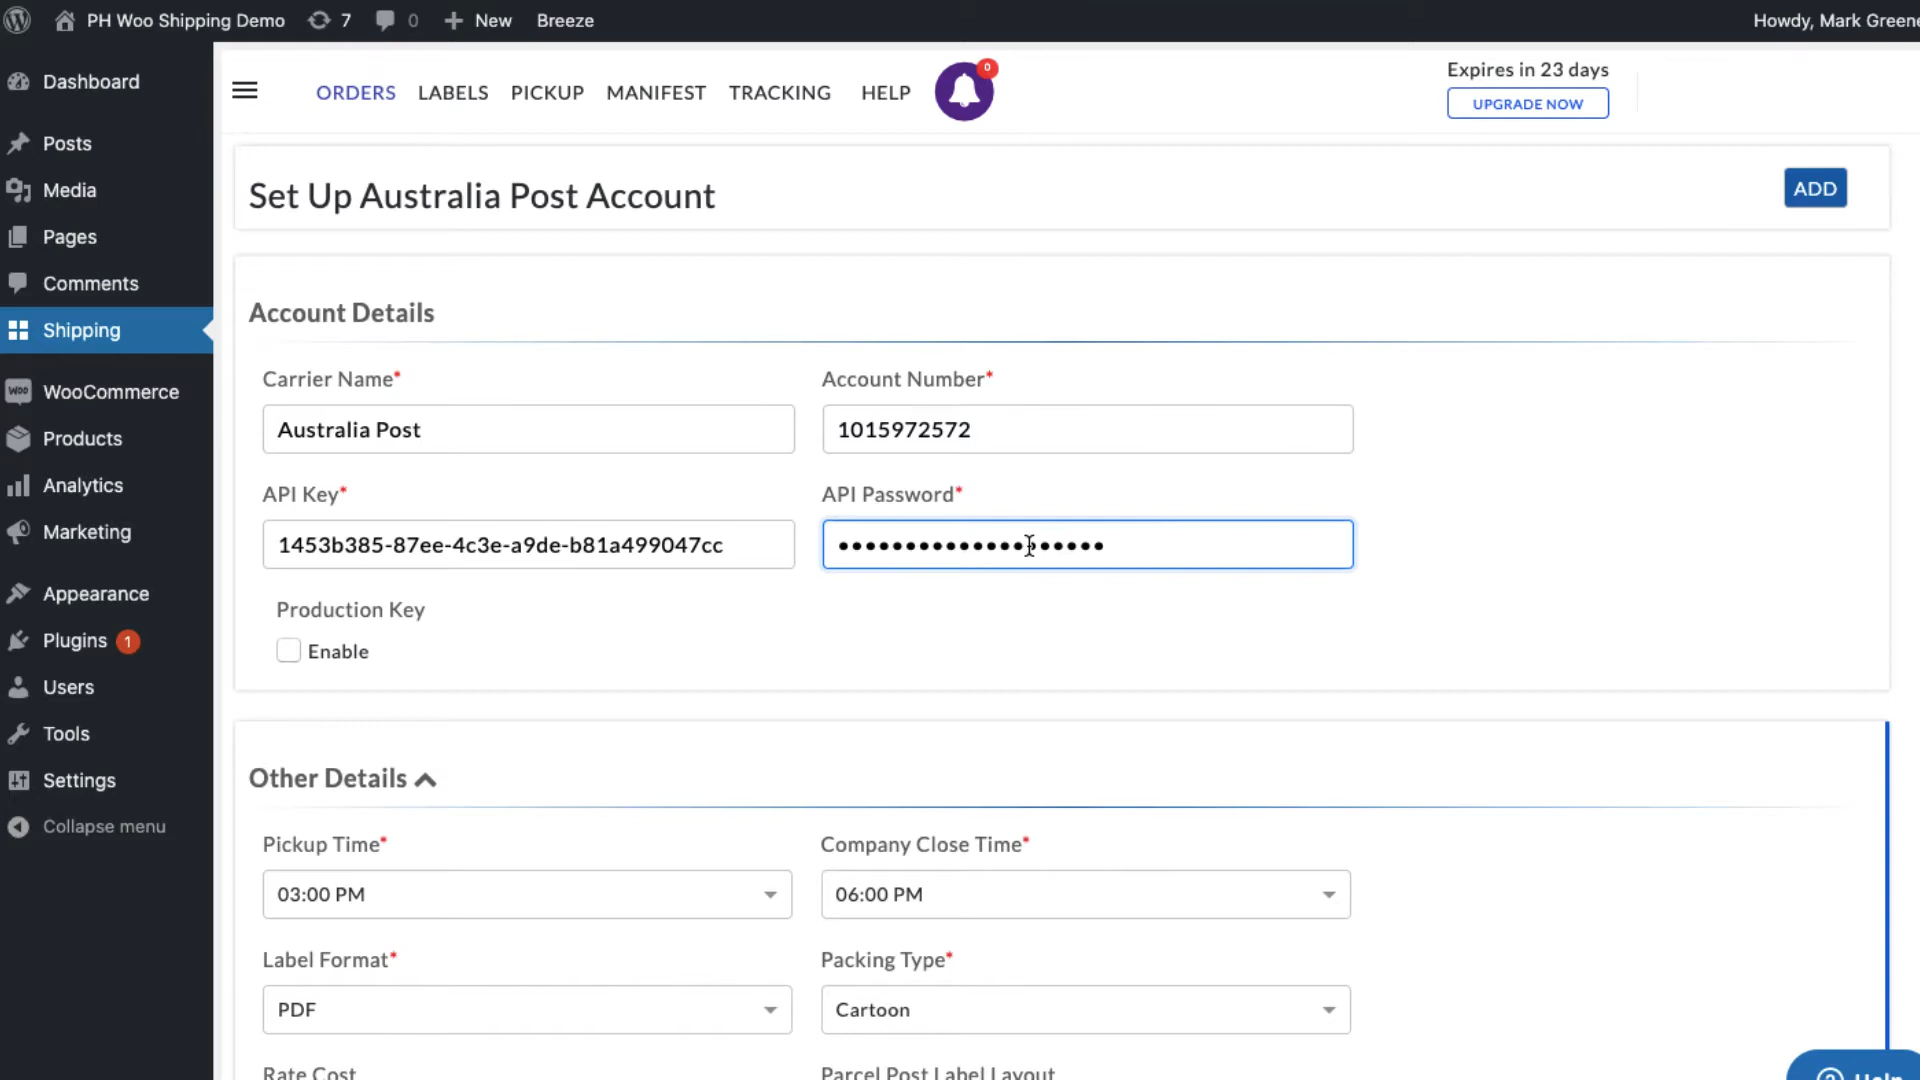 PH Woo Shipping Demo 7 0 New Breeze Howdy, Mark Greene
Dashboard
Posts
Media
Pages
Comments
Shipping
WooCommerce
Products
Analytics
Marketing
Appearance
Plugins 1
Users
Tools
Settings
Collapse menu
ORDERS LABELS PICKUP MANIFEST TRACKING HELP 0
Expires in 23 days
UPGRADE NOW
Set Up Australia Post Account
ADD
Account Details
Carrier Name* Account Number*
Australia Post 1015972572
API Key* API Password*
1453b385-87ee-4c3e-a9de-b81a499047cc ••••••••••••••••••••
Production Key
Enable
Other Details
Pickup Time* Company Close Time*
03:00 PM 06:00 PM
Label Format* Packing Type*
PDF Cartoon
Rate Cost Parcel Post Label Layout
Help